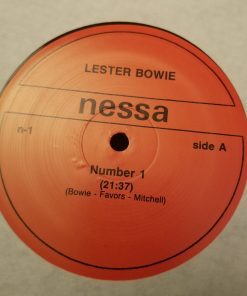 LESTER BOWIE
nessa
n-1 side A
Number 1
(21:37)
(Bowie - Favors - Mitchell)